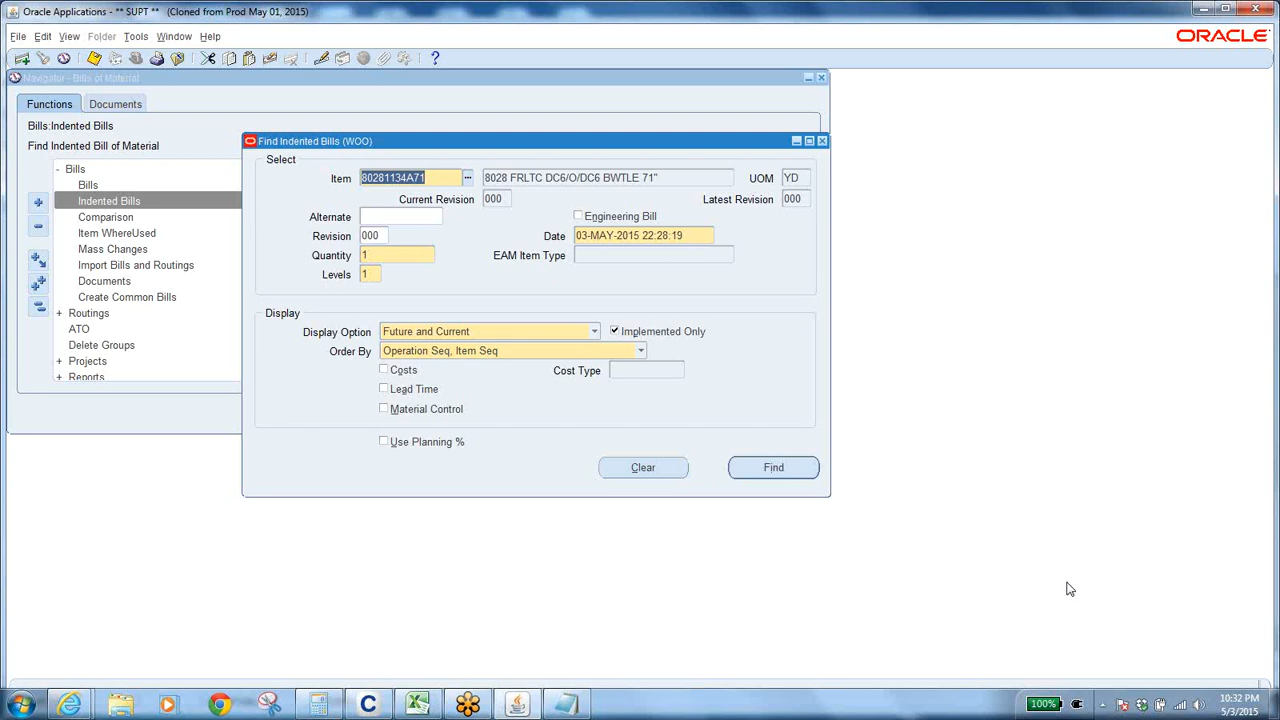 Oracle Applications - ** SUPT ** (Cloned from Prod May 01, 2015)
File Edit View Folder Tools Window Help
ORACLE
Navigator - Bills of Material
Functions Documents
Bills:Indented Bills
Find Indented Bill of Material
- Bills
Bills
Indented Bills
Comparison
Item WhereUsed
Mass Changes
Import Bills and Routings
Documents
Create Common Bills
+ Routings
ATO
Delete Groups
+ Projects
+ Reports
Find Indented Bills (WOO)
Select
Item 80281134A71 8028 FRLTC DC6/O/DC6 BWTLE 71" UOM YD
Current Revision 000 Latest Revision 000
Alternate Engineering Bill
Revision 000 Date 03-MAY-2015 22:28:19
Quantity 1 EAM Item Type
Levels 1
Display
Display Option Future and Current Implemented Only
Order By Operation Seq, Item Seq
Costs Cost Type
Lead Time
Material Control
Use Planning %
Clear Find
100%
10:32 PM
5/3/2015